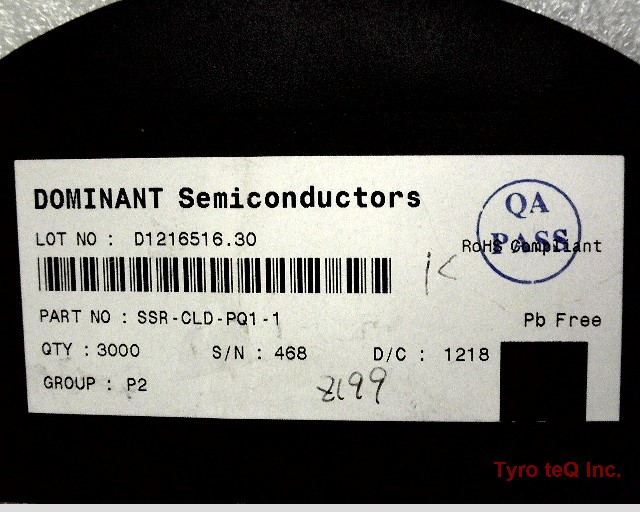 DOMINANT Semiconductors
QA
PASS
LOT NO : D1216516.30
RoHS Compliant
PART NO : SSR-CLD-PQ1-1
Pb Free
QTY : 3000 S/N : 468 D/C : 1218
GROUP : P2
Tyro teQ Inc.